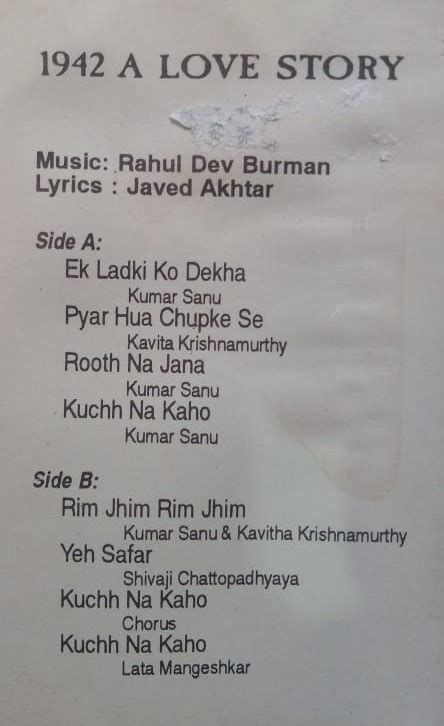 1942 A LOVE STORY
Music: Rahul Dev Burman
Lyrics : Javed Akhtar
Side A:
Ek Ladki Ko Dekha
Kumar Sanu
Pyar Hua Chupke Se
Kavita Krishnamurthy
Rooth Na Jana
Kumar Sanu
Kuchh Na Kaho
Kumar Sanu
Side B:
Rim Jhim Rim Jhim
Kumar Sanu & Kavitha Krishnamurthy
Yeh Safar
Shivaji Chattopadhyaya
Kuchh Na Kaho
Chorus
Kuchh Na Kaho
Lata Mangeshkar